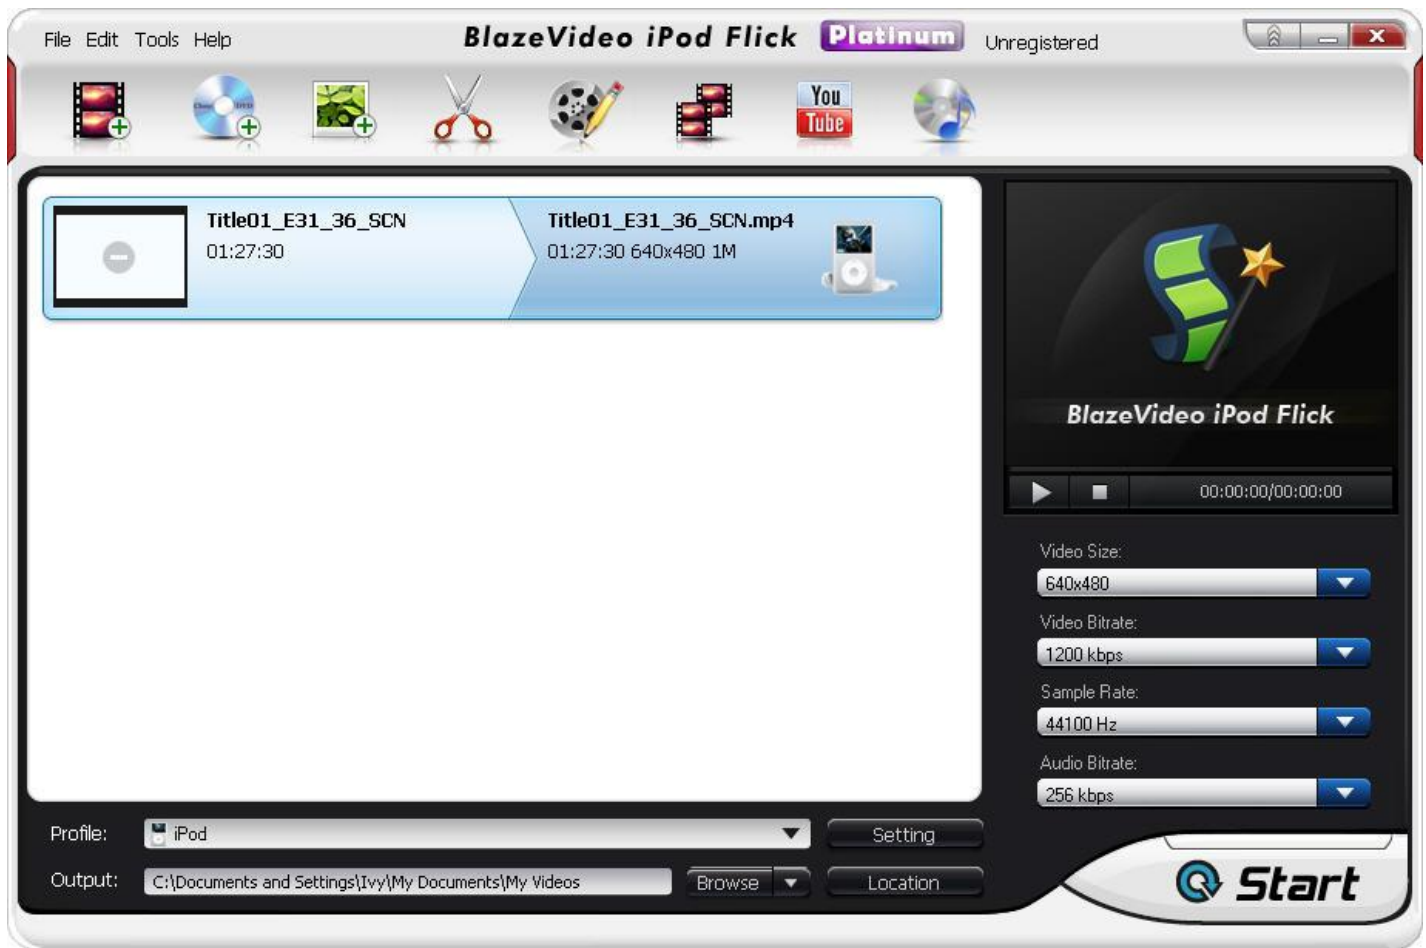 File Edit Tools Help
BlazeVideo iPod Flick Platinum Unregistered
You
Tube
Title01_E31_36_SCN
01:27:30
Title01_E31_36_SCN.mp4
01:27:30 640x480 1M
BlazeVideo iPod Flick
00:00:00/00:00:00
Video Size:
640x480
Video Bitrate:
1200 kbps
Sample Rate:
44100 Hz
Audio Bitrate:
256 kbps
Profile: iPod Setting
Output: C:\Documents and Settings\Ivy\My Documents\My Videos Browse Location
Start